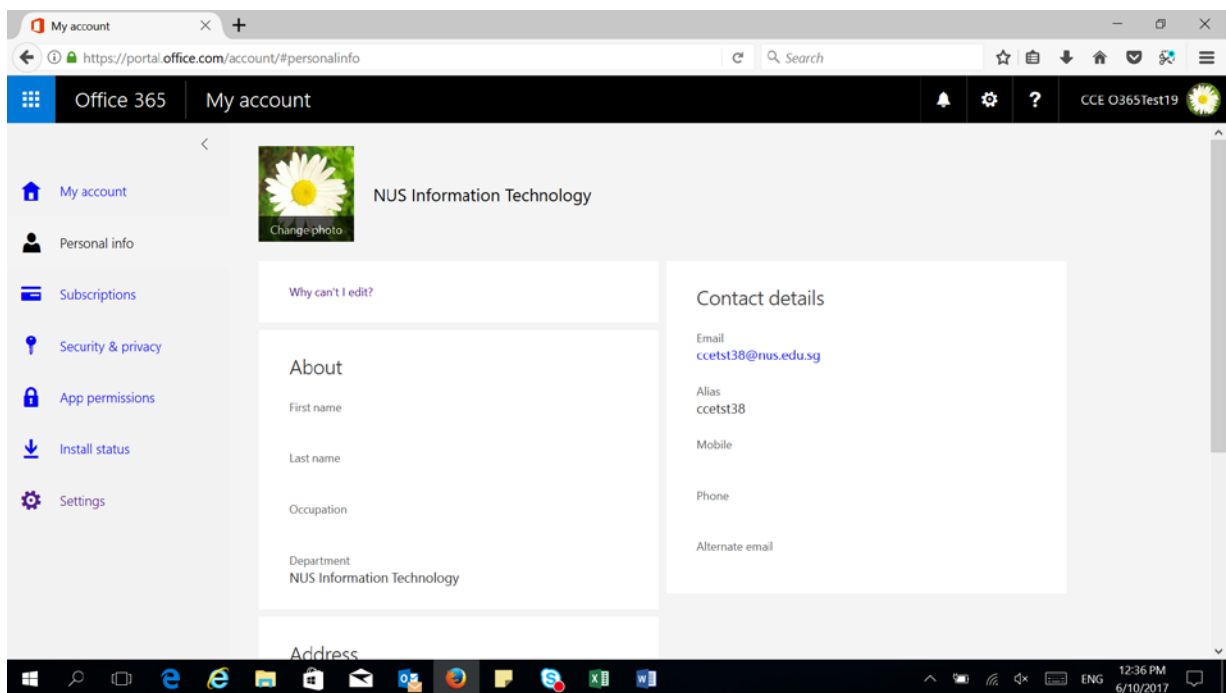 My account
https://portal.office.com/account/#personalinfo
Search
Office 365
My account
CCE O365Test19
My account
Personal info
Subscriptions
Security & privacy
App permissions
Install status
Settings
Change photo
NUS Information Technology
Why can't I edit?
About
First name
Last name
Occupation
Department
NUS Information Technology
Address
Contact details
Email
ccetst38@nus.edu.sg
Alias
ccetst38
Mobile
Phone
Alternate email
ENG
12:36 PM
6/10/2017